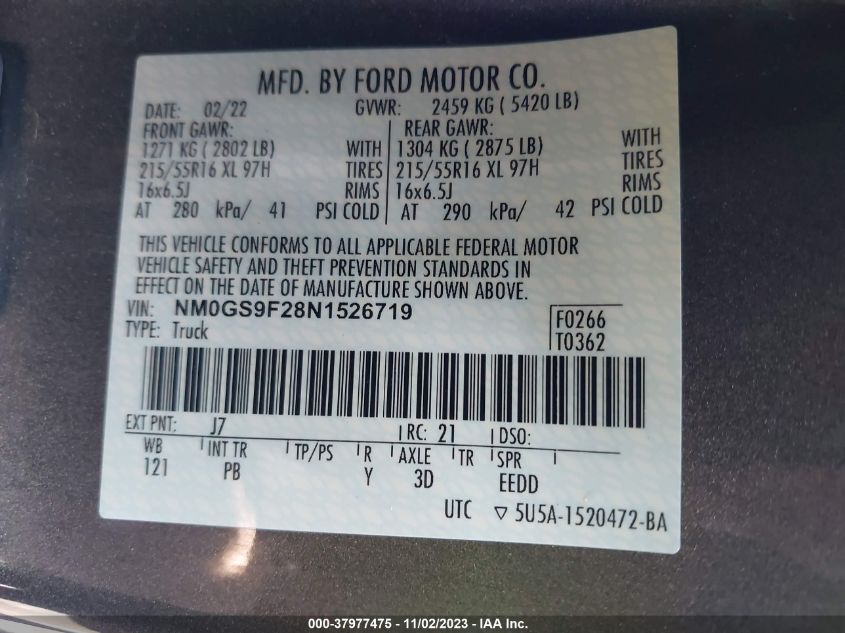 MFD. BY FORD MOTOR CO.
DATE: 02/22 GVWR: 2459 KG ( 5420 LB)
FRONT GAWR: REAR GAWR:
1271 KG ( 2802 LB) WITH 1304 KG ( 2875 LB) WITH
215/55R16 XL 97H TIRES 215/55R16 XL 97H TIRES
16x6.5J RIMS 16x6.5J RIMS
AT 280 kPa/ 41 PSI COLD AT 290 kPa/ 42 PSI COLD
THIS VEHICLE CONFORMS TO ALL APPLICABLE FEDERAL MOTOR
VEHICLE SAFETY AND THEFT PREVENTION STANDARDS IN
EFFECT ON THE DATE OF MANUFACTURE SHOWN ABOVE.
VIN: NM0GS9F28N1526719
F0266
TYPE: Truck
T0362
EXT PNT: J7 RC: 21 DSO:
WB INT TR TP/PS R AXLE TR SPR
121 PB Y 3D EEDD
UTC ▽ 5U5A-1520472-BA
000-37977475 - 11/02/2023 - IAA Inc.